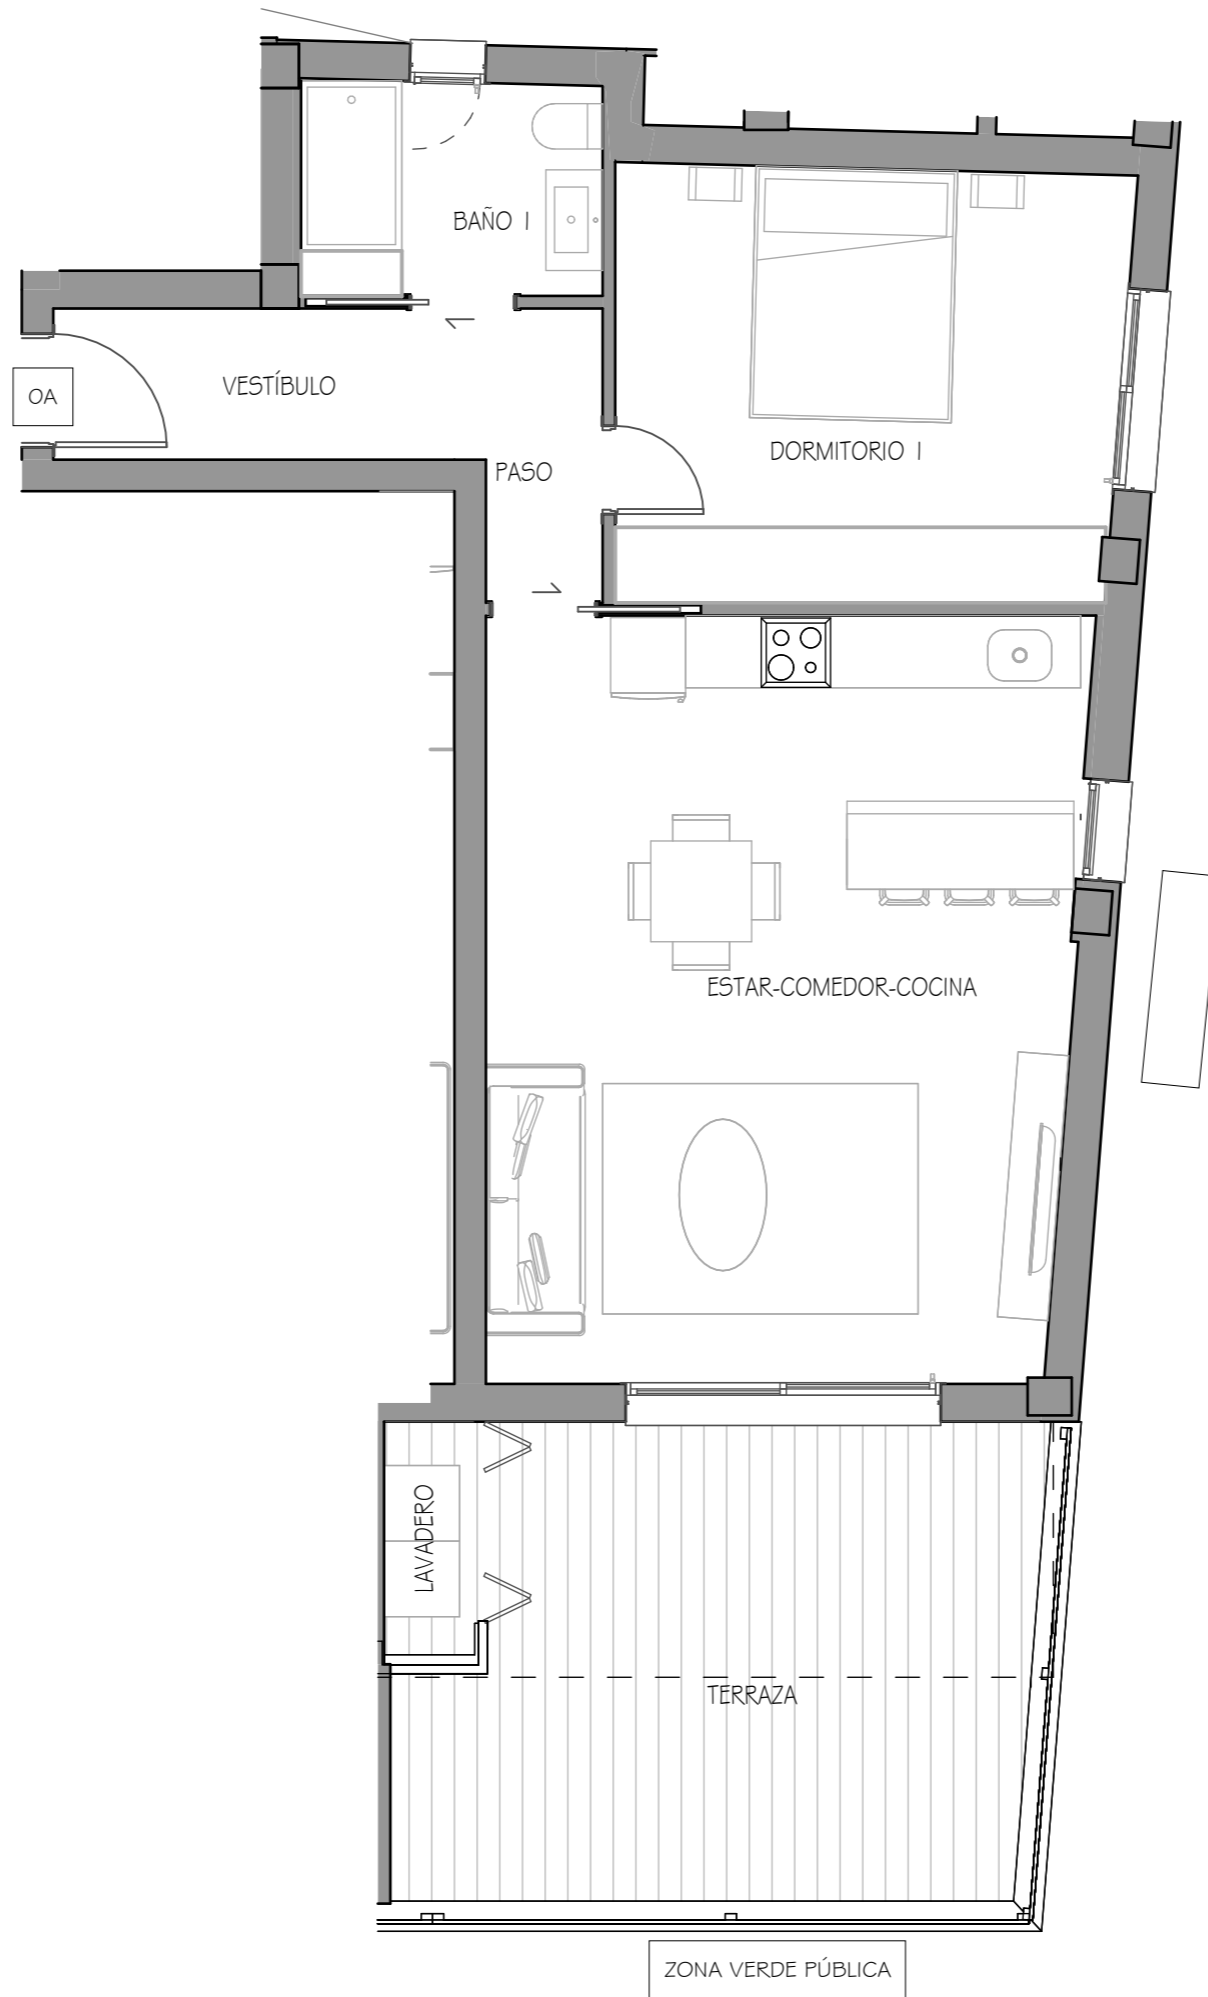 BAÑO 1
VESTÍBULO
OA
DORMITORIO 1
PASO
ESTAR-COMEDOR-COCINA
LAVADERO
TERRAZA
ZONA VERDE PÚBLICA